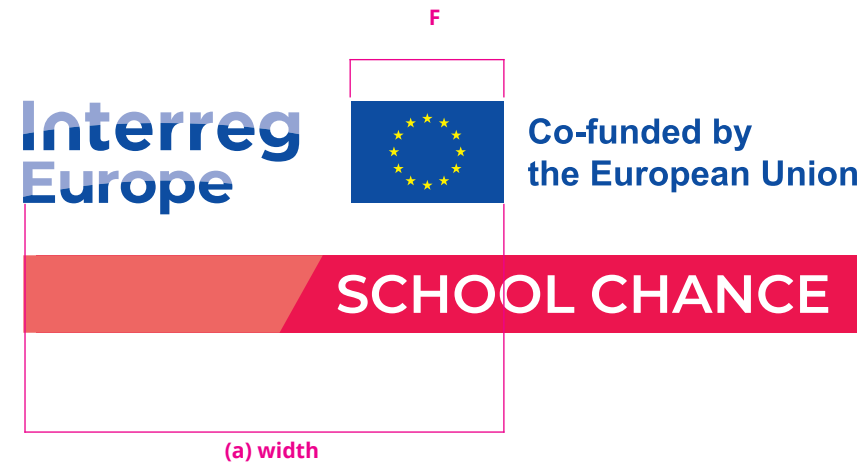 F
Interreg
Europe
Co-funded by
the European Union
SCHOOL CHANCE
(a) width